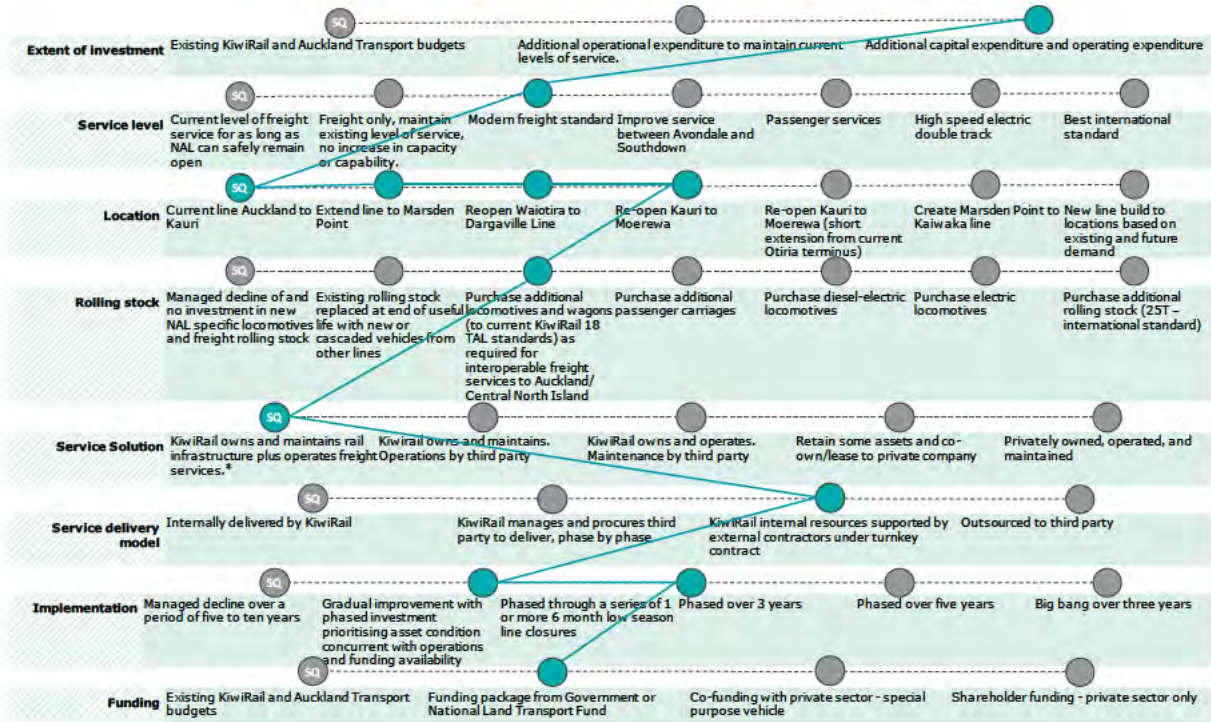 SQ
Extent of investment
Existing KiwiRail and Auckland Transport budgets
Additional operational expenditure to maintain current
levels of service.
Additional capital expenditure and operating expenditure
SQ
Service level
Current level of freight
service for as long as
NAL can safely remain
open
Freight only, maintain
existing level of service,
no increase in capacity
or capability.
Modern freight standard
Improve service
between Avondale and
Southdown
Passenger services
High speed electric
double track
Best international
standard
SQ
Location
Current line Auckland to
Kauri
Extend line to Marsden
Point
Reopen Waiotira to
Dargaville Line
Re-open Kauri to
Moerewa
Re-open Kauri to
Moerewa (short
extension from current
Otiria terminus)
Create Marsden Point to
Kaiwaka line
New line build to
locations based on
existing and future
demand
SQ
Rolling stock
Managed decline of and
no investment in new
NAL specific locomotives
and freight rolling stock
Existing rolling stock
replaced at end of useful
life with new or
cascaded vehicles from
other lines
Purchase additional
locomotives and wagons
(to current KiwiRail 18
TAL standards) as
required for
interoperable freight
services to Auckland/
Central North Island
Purchase additional
passenger carriages
Purchase diesel-electric
locomotives
Purchase electric
locomotives
Purchase additional
rolling stock (25T –
international standard)
SQ
Service Solution
KiwiRail owns and maintains rail
infrastructure plus operates freight
services.*
Kiwirail owns and maintains.
Operations by third party
KiwiRail owns and operates.
Maintenance by third party
Retain some assets and co-
own/lease to private company
Privately owned, operated, and
maintained
SQ
Service delivery
model
Internally delivered by KiwiRail
KiwiRail manages and procures third
party to deliver, phase by phase
KiwiRail internal resources supported by
external contractors under turnkey
contract
Outsourced to third party
SQ
Implementation
Managed decline over a
period of five to ten years
Gradual improvement with
phased investment
prioritising asset condition
concurrent with operations
and funding availability
Phased through a series of 1
or more 6 month low season
line closures
Phased over 3 years
Phased over five years
Big bang over three years
SQ
Funding
Existing KiwiRail and Auckland Transport
budgets
Funding package from Government or
National Land Transport Fund
Co-funding with private sector - special
purpose vehicle
Shareholder funding - private sector only